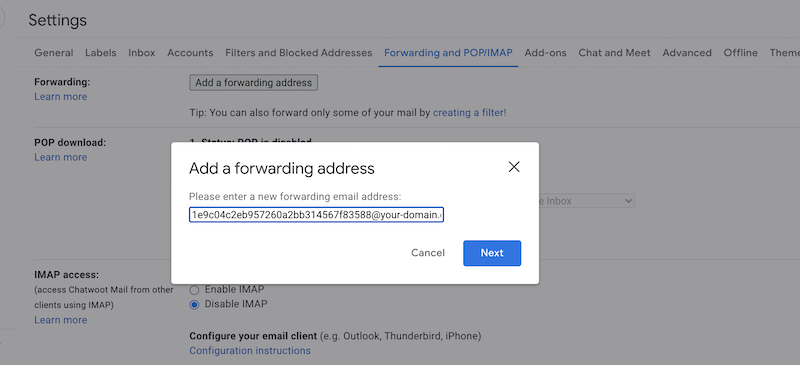 Settings
General Labels Inbox Accounts Filters and Blocked Addresses Forwarding and POP/IMAP Add-ons Chat and Meet Advanced Offline Theme
Forwarding:
Learn more
Add a forwarding address
Tip: You can also forward only some of your mail by creating a filter!
POP download:
Learn more
1. Status: POP is disabled
Add a forwarding address
Please enter a new forwarding email address:
1e9c04c2eb957260a2bb314567f83588@your-domain.
Cancel Next
Inbox
IMAP access:
(access Chatwoot Mail from other
clients using IMAP)
Learn more
Enable IMAP
Disable IMAP
Configure your email client (e.g. Outlook, Thunderbird, iPhone)
Configuration instructions